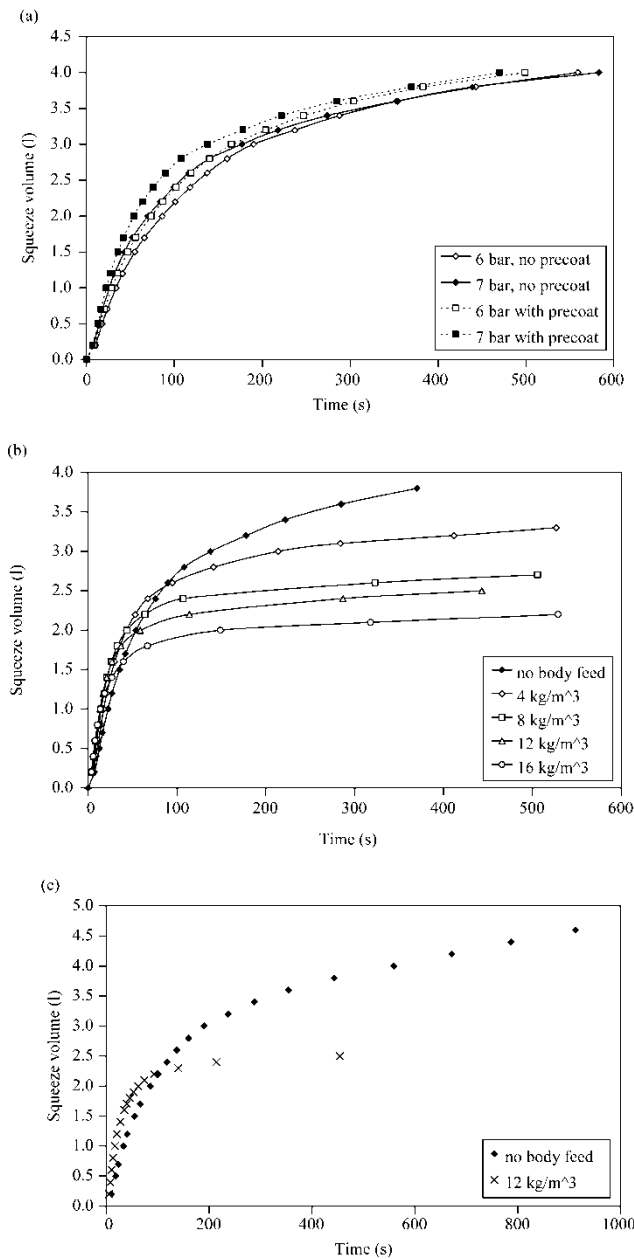 (a)
4.5
4.0
3.5
3.0
2.5
2.0
1.5
1.0
0.5
0.0
Squeeze volume (l)
6 bar, no precoat
7 bar, no precoat
6 bar with precoat
7 bar with precoat
0 100 200 300 400 500 600
Time (s)
(b)
4.0
3.5
3.0
2.5
2.0
1.5
1.0
0.5
0.0
Squeeze volume (l)
no body feed
4 kg/m^3
8 kg/m^3
12 kg/m^3
16 kg/m^3
0 100 200 300 400 500 600
Time (s)
(c)
5.0
4.5
4.0
3.5
3.0
2.5
2.0
1.5
1.0
0.5
0.0
Squeeze volume (l)
no body feed
12 kg/m^3
0 200 400 600 800 1000
Time (s)